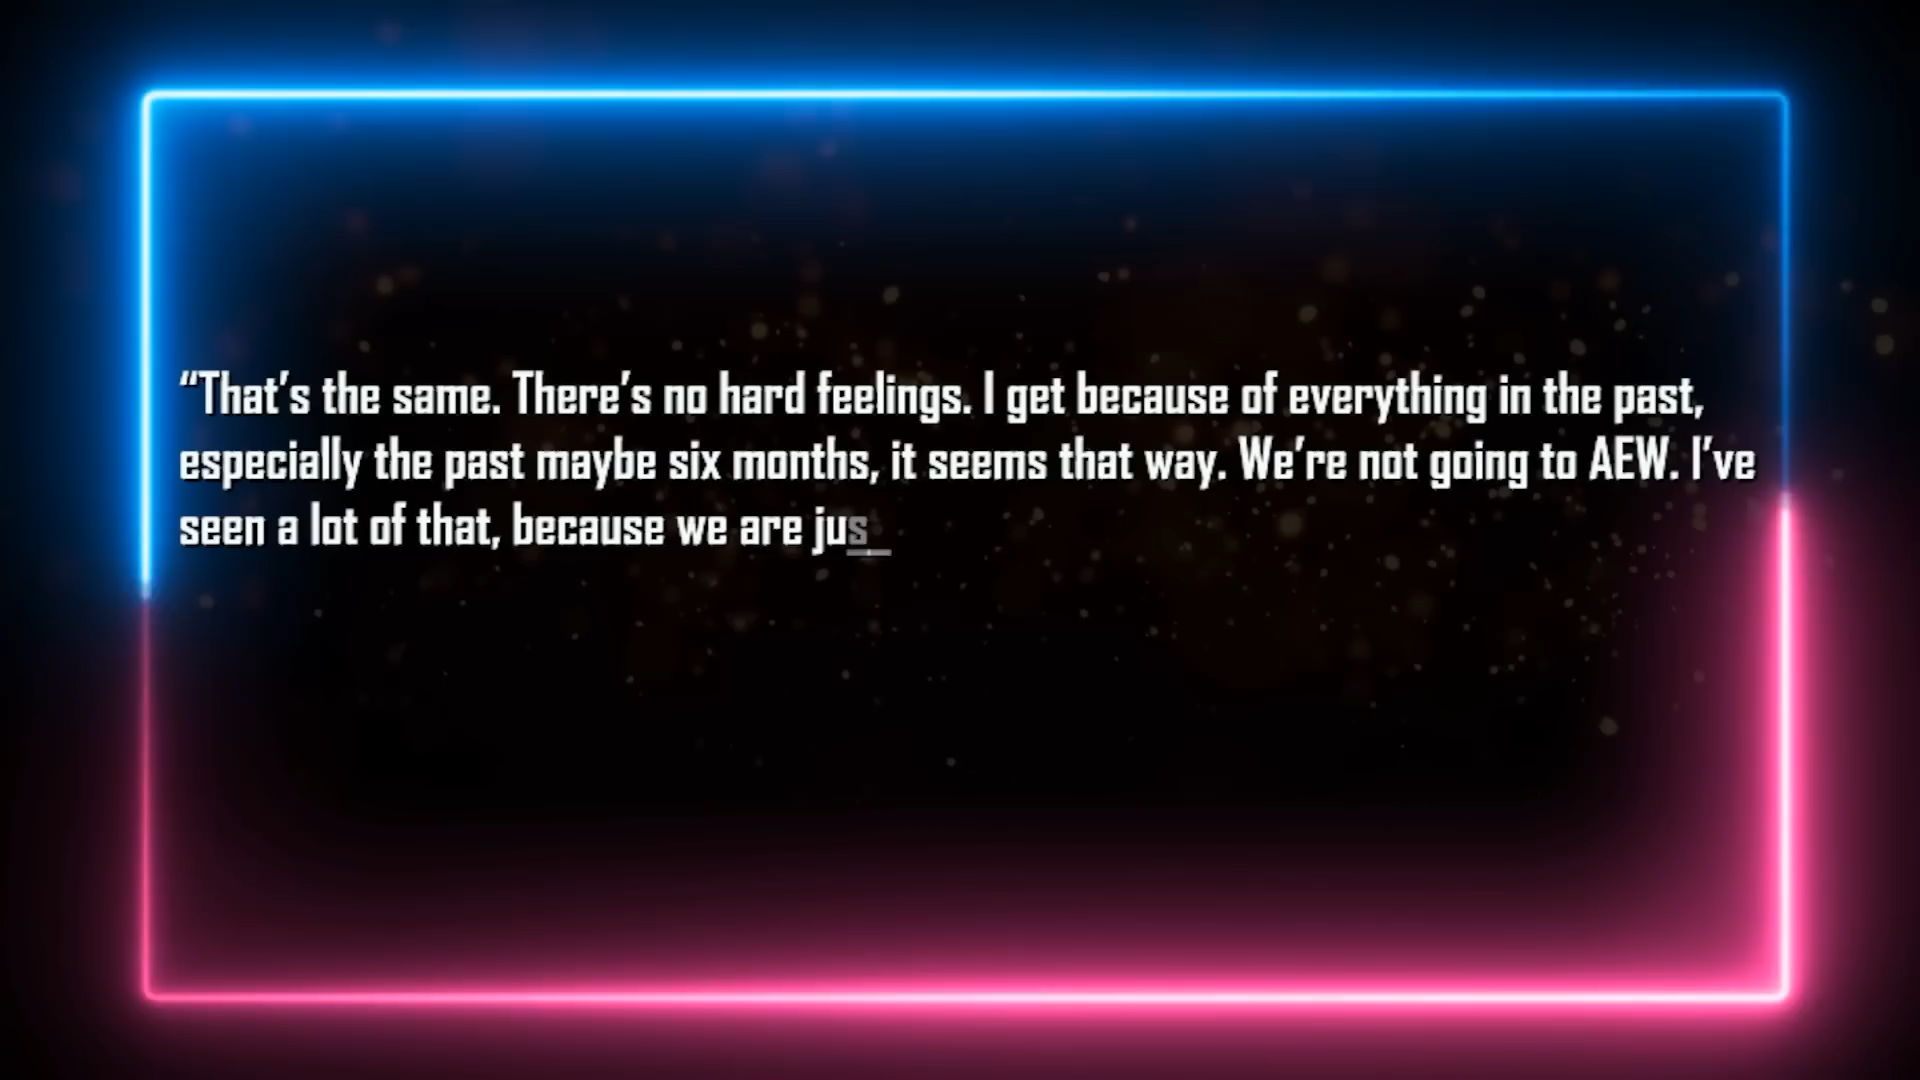 “That’s the same. There’s no hard feelings. I get because of everything in the past,
especially the past maybe six months, it seems that way. We’re not going to AEW. I’ve
seen a lot of that, because we are jus_